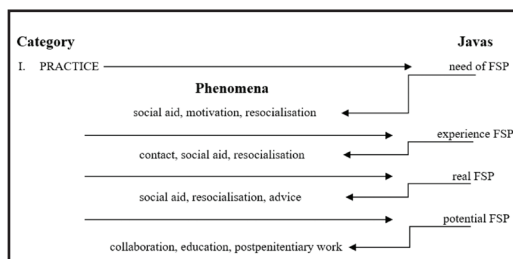 Category Javas
I. PRACTICE need of FSP
Phenomena
social aid, motivation, resocialisation
experience FSP
contact, social aid, resocialisation
real FSP
social aid, resocialisation, advice
potential FSP
collaboration, education, postpenitentiary work